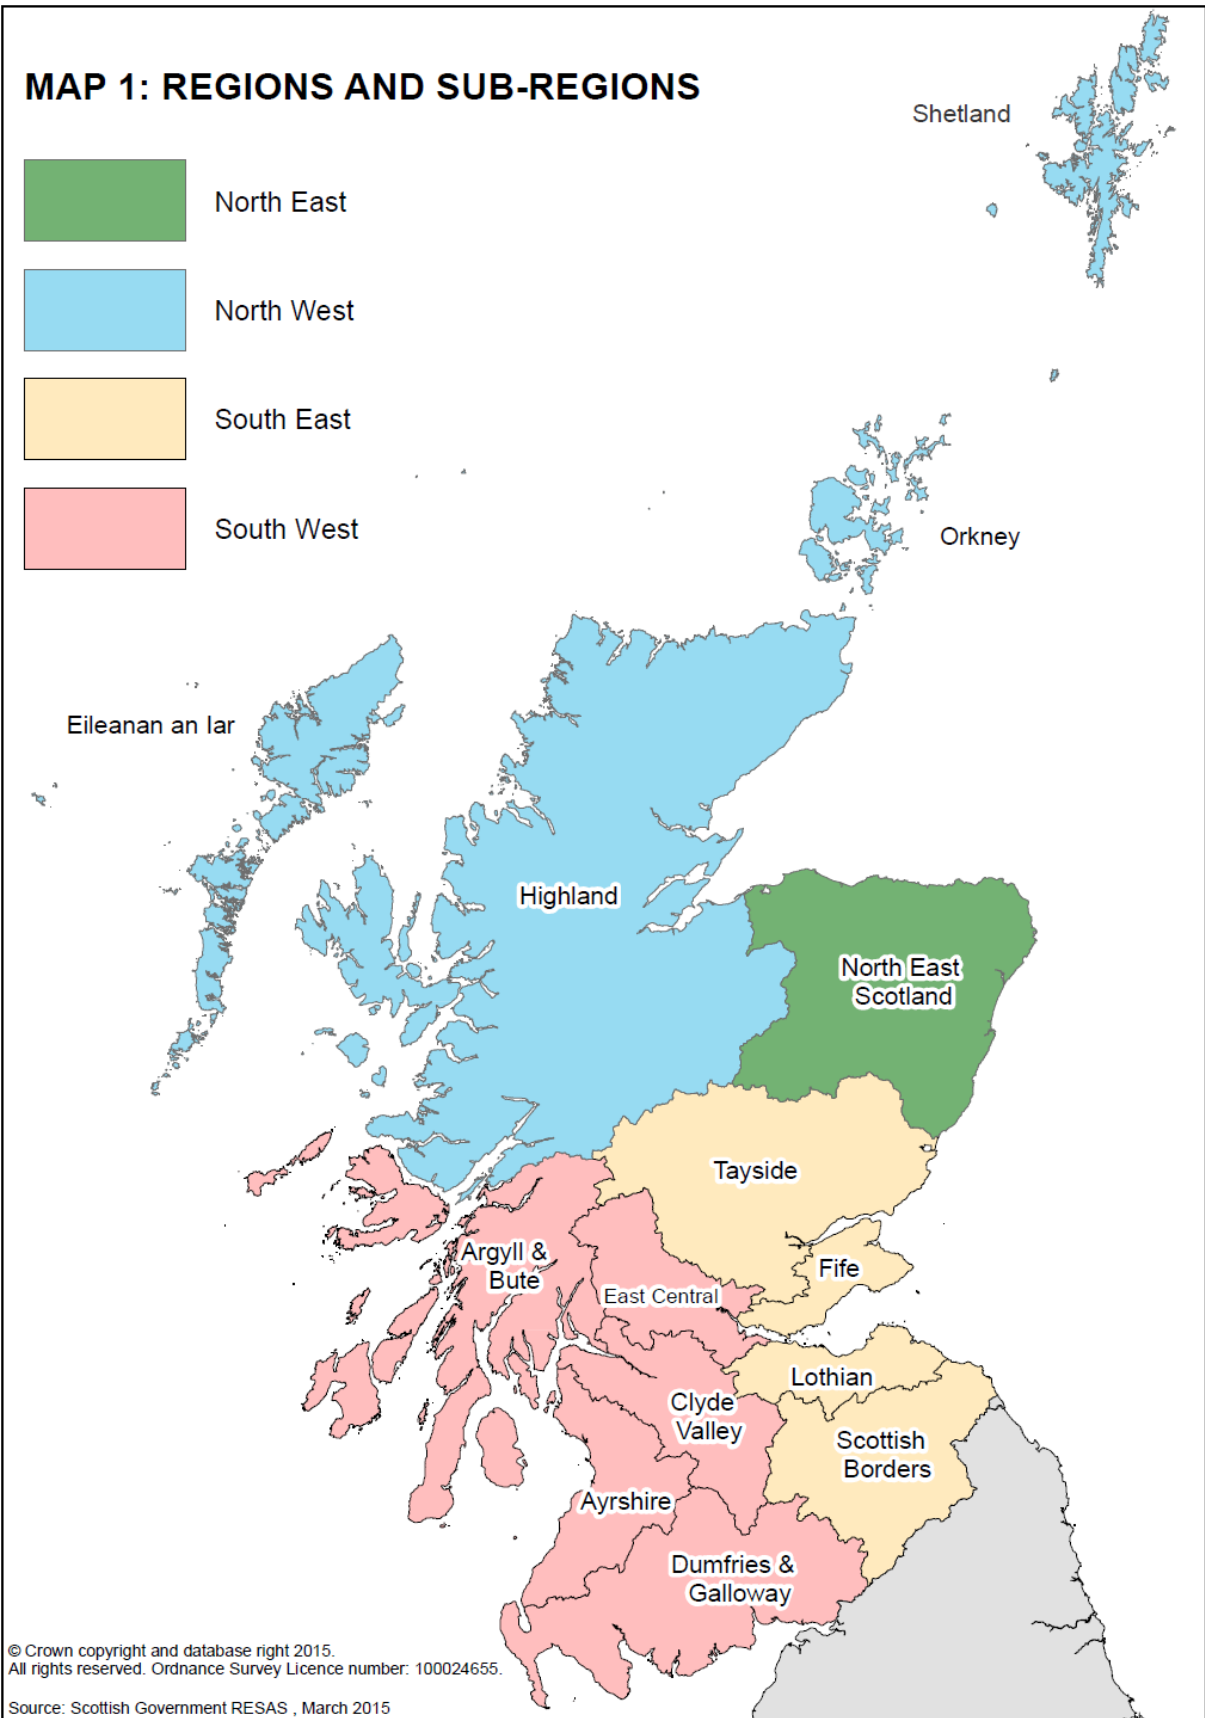 MAP 1: REGIONS AND SUB-REGIONS
Shetland
North East
North West
South East
South West
Orkney
Eileanan an Iar
Highland
North East
Scotland
Tayside
Argyll &
Bute
Fife
East Central
Lothian
Clyde
Valley
Scottish
Borders
Ayrshire
Dumfries &
Galloway
© Crown copyright and database right 2015.
All rights reserved. Ordnance Survey Licence number: 100024655.
Source: Scottish Government RESAS , March 2015